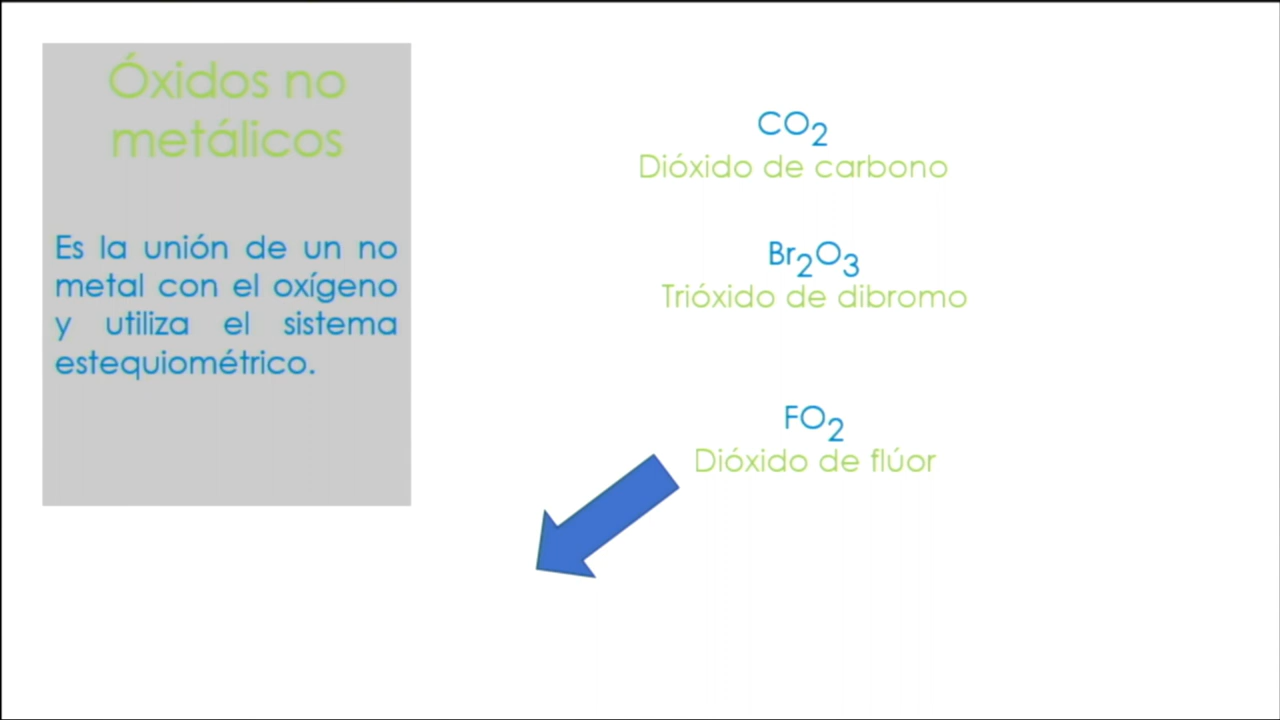 Óxidos no
metálicos
Es la unión de un no
metal con el oxígeno
y utiliza el sistema
estequiométrico.
CO₂
Dióxido de carbono
Br₂O₃
Trióxido de dibromo
FO₂
Dióxido de flúor